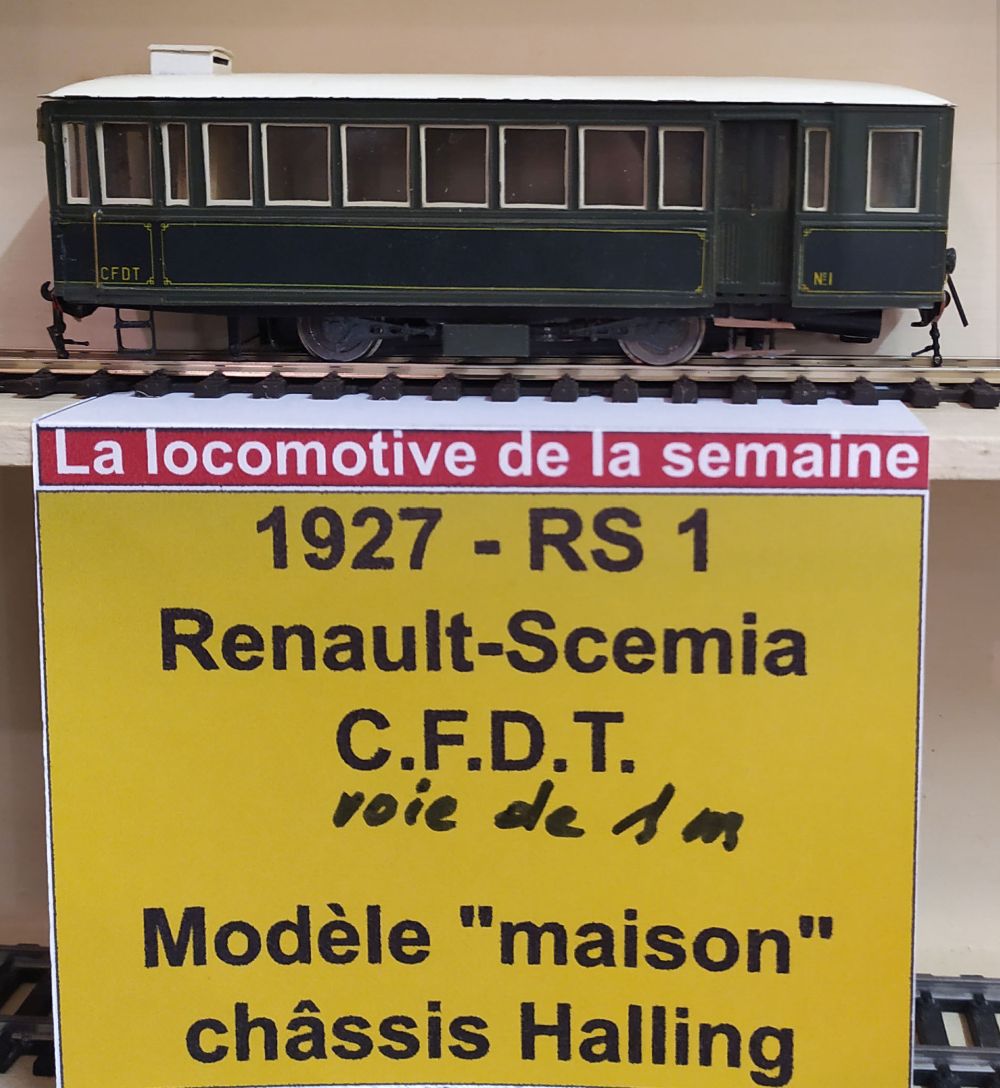 CFDT
N°1
La locomotive de la semaine
1927 - RS 1
Renault-Scemia
C.F.D.T.
voie de 1 m
Modèle "maison"
châssis Halling